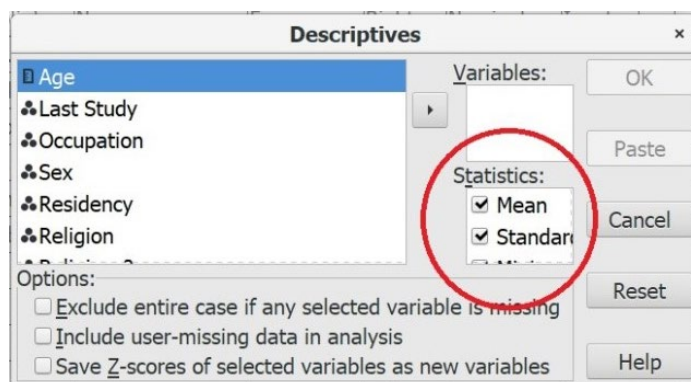 Descriptives
Age
Last Study
Occupation
Sex
Residency
Religion
Variables:
Statistics:
Mean
Standar
OK
Paste
Cancel
Reset
Help
Options:
Exclude entire case if any selected variable is missing
Include user-missing data in analysis
Save Z-scores of selected variables as new variables